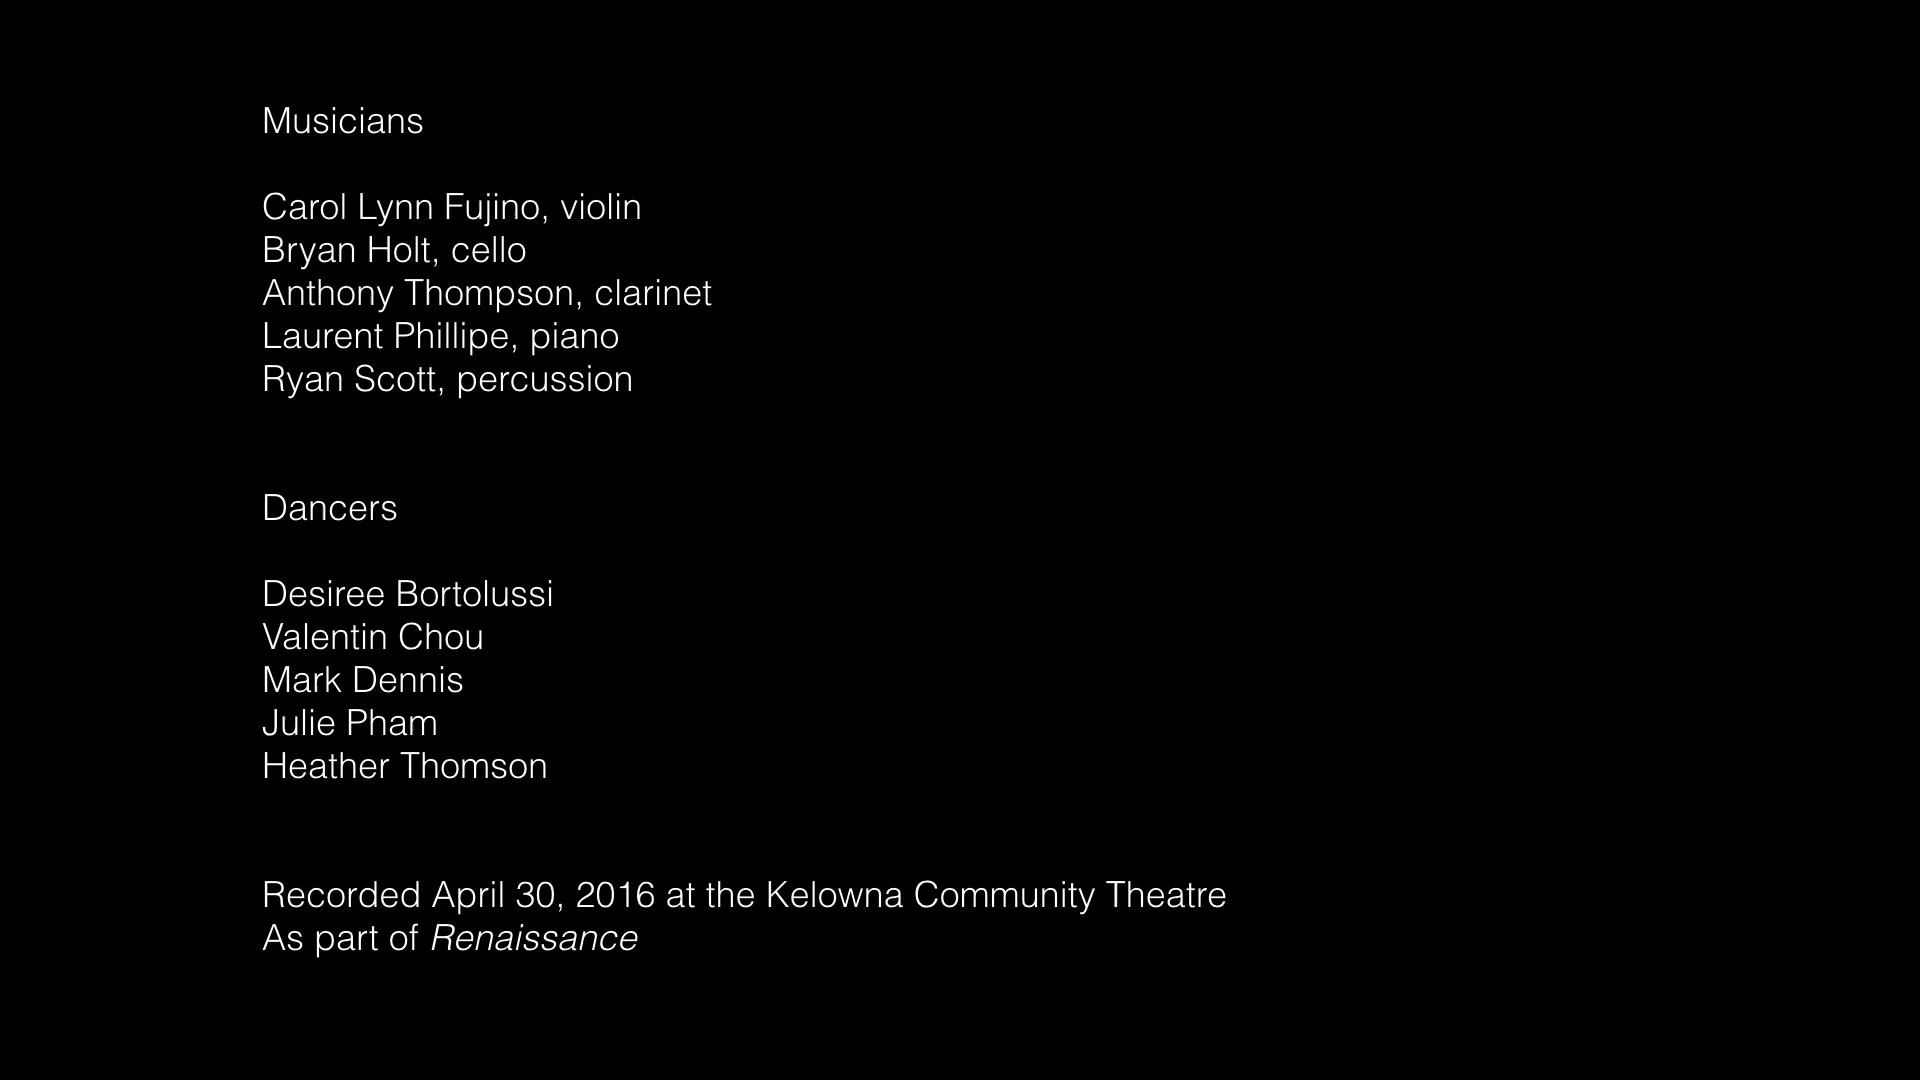 Musicians
Carol Lynn Fujino, violin
Bryan Holt, cello
Anthony Thompson, clarinet
Laurent Phillipe, piano
Ryan Scott, percussion
Dancers
Desiree Bortolussi
Valentin Chou
Mark Dennis
Julie Pham
Heather Thomson
Recorded April 30, 2016 at the Kelowna Community Theatre
As part of Renaissance